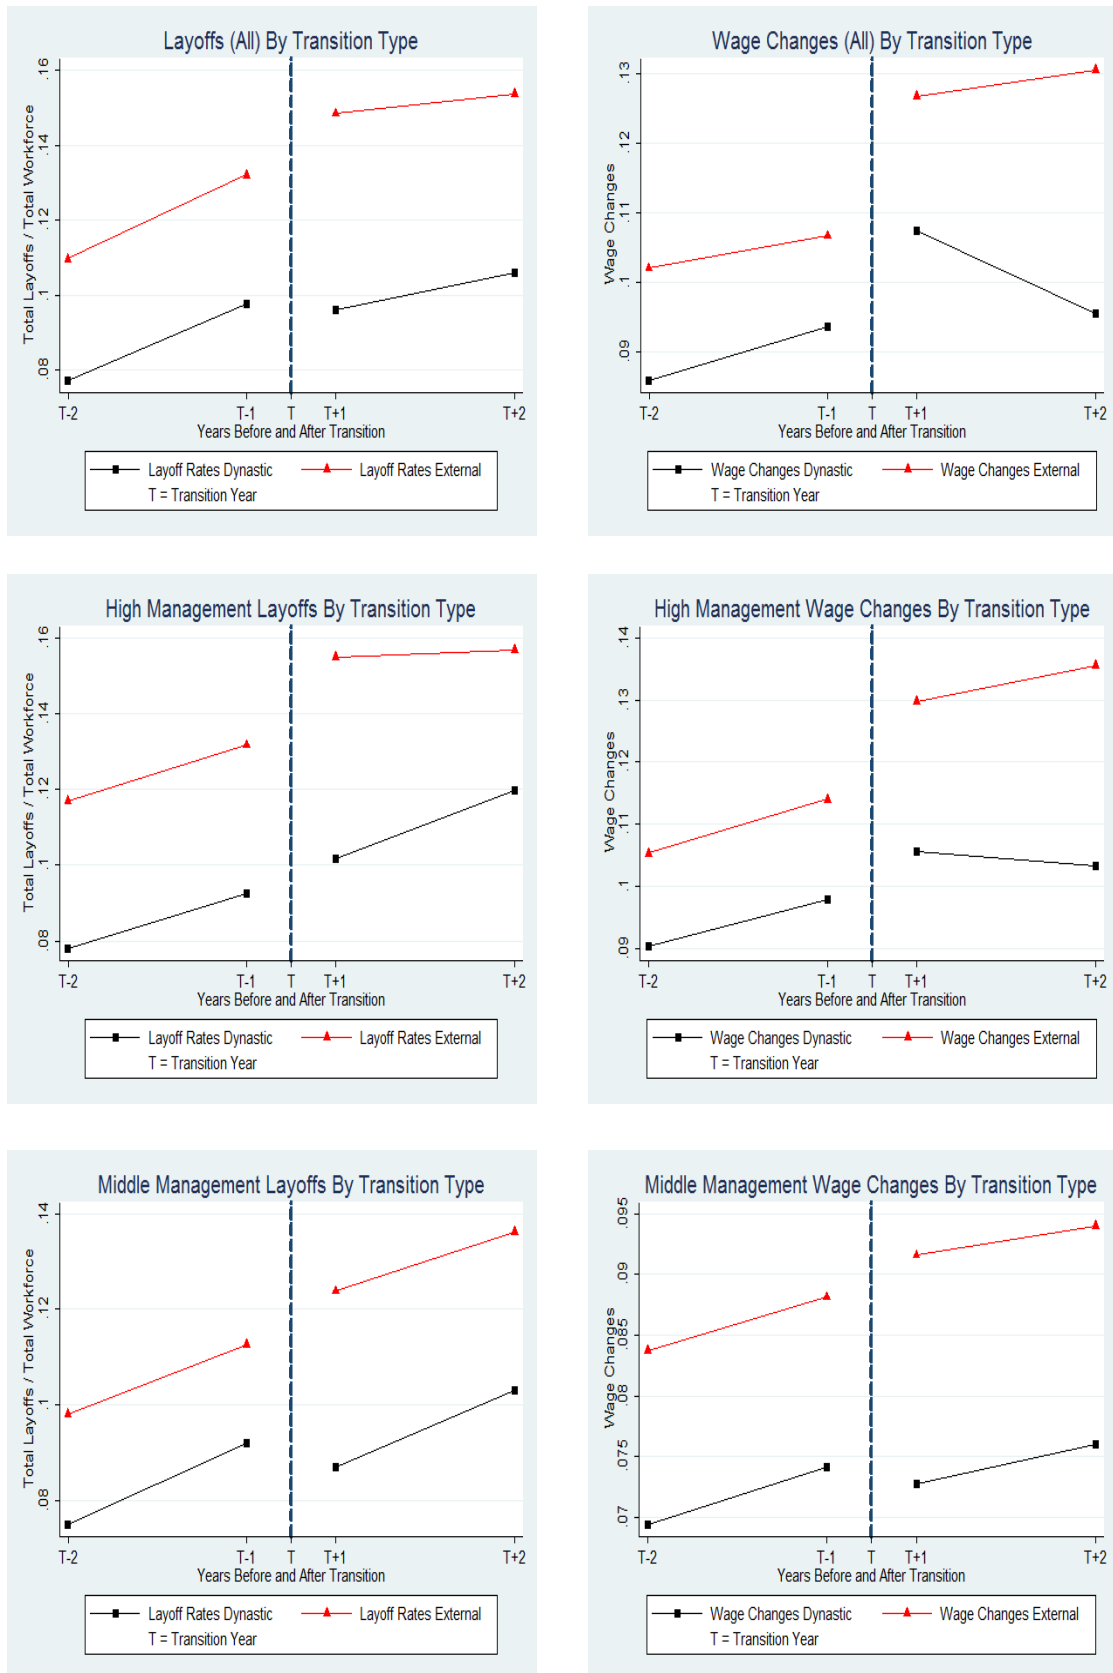 Layoffs (All) By Transition Type
Total Layoffs / Total Workforce
.16
.14
.12
.1
.08
T-2 T-1 T T+1 T+2
Years Before and After Transition
Layoff Rates Dynastic Layoff Rates External
T = Transition Year
Wage Changes (All) By Transition Type
Wage Changes
.13
.12
.11
.1
.09
T-2 T-1 T T+1 T+2
Years Before and After Transition
Wage Changes Dynastic Wage Changes External
T = Transition Year
High Management Layoffs By Transition Type
Total Layoffs / Total Workforce
.16
.14
.12
.1
.08
T-2 T-1 T T+1 T+2
Years Before and After Transition
Layoff Rates Dynastic Layoff Rates External
T = Transition Year
High Management Wage Changes By Transition Type
Wage Changes
.14
.13
.12
.11
.1
.09
T-2 T-1 T T+1 T+2
Years Before and After Transition
Wage Changes Dynastic Wage Changes External
T = Transition Year
Middle Management Layoffs By Transition Type
Total Layoffs / Total Workforce
.14
.12
.1
.08
T-2 T-1 T T+1 T+2
Years Before and After Transition
Layoff Rates Dynastic Layoff Rates External
T = Transition Year
Middle Management Wage Changes By Transition Type
Wage Changes
.095
.09
.085
.08
.075
.07
T-2 T-1 T T+1 T+2
Years Before and After Transition
Wage Changes Dynastic Wage Changes External
T = Transition Year